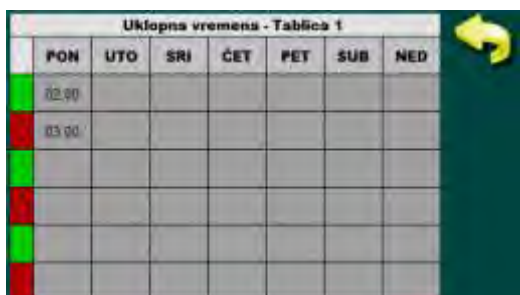 Uklopna vremena - Tablica 1
PON UTO SRI ČET PET SUB NED
02:00
03:00